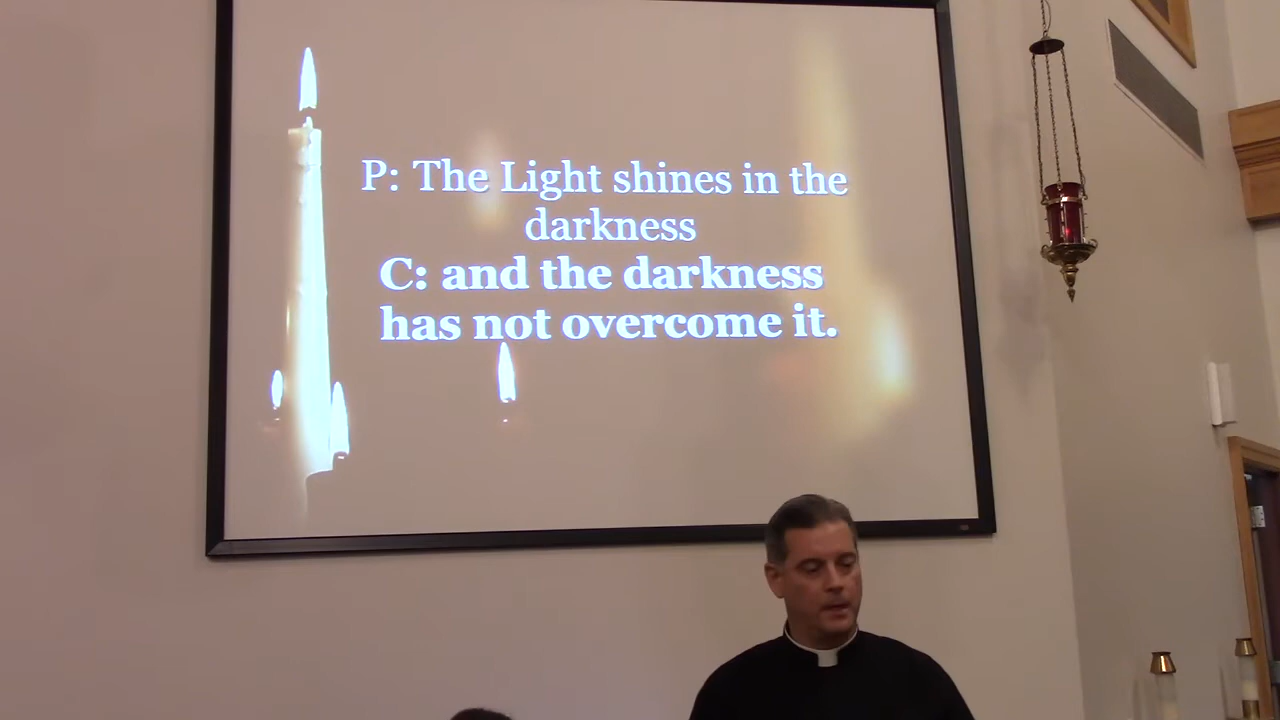 P: The Light shines in the
darkness
C: and the darkness
has not overcome it.